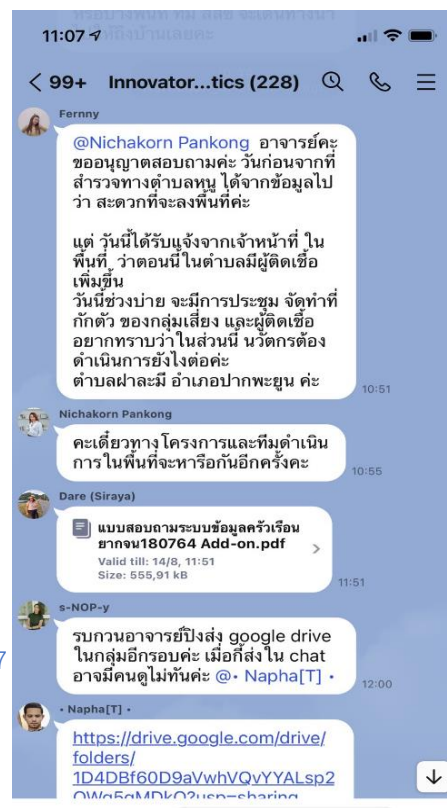 11:07
< 99+ Innovator...tics (228)
Fernny
@Nichakorn Pankong อาจารย์คะ
ขออนุญาตสอบถามค่ะ วันก่อนจากที่
สำรวจทางตำบลหนู ได้จากข้อมูลไป
ว่า สะดวกที่จะลงพื้นที่ค่ะ
แต่ วันนี้ได้รับแจ้งจากเจ้าหน้าที่ ใน
พื้นที่ ว่าตอนนี้ในตำบลมีผู้ติดเชื้อ
เพิ่มขึ้น
วันนี้ช่วงบ่าย จะมีการประชุม จัดทำที่
กักตัว ของกลุ่มเสี่ยง และผู้ติดเชื้อ
อยากทราบว่าในส่วนนี้ นวัตกรต้อง
ดำเนินการยังไงต่อค่ะ
ตำบลฝาละมี อำเภอปากพะยูน ค่ะ
10:51
Nichakorn Pankong
คะเดี๋ยวทางโครงการและทีมดำเนิน
การในพื้นที่จะหารือกันอีกครั้งคะ
10:55
Dare (Siraya)
แบบสอบถามระบบข้อมูลครัวเรือน
ยากจน180764 Add-on.pdf
Valid till: 14/8, 11:51
Size: 555,91 kB
11:51
s-NOP-y
รบกวนอาจารย์ปิงส่ง google drive
ในกลุ่มอีกรอบค่ะ เมื่อกี้ส่งใน chat
อาจมีคนดูไม่ทันค่ะ @• Napha[T] •
12:00
• Napha[T] •
https://drive.google.com/drive/
folders/
1D4DBf60D9aVwhVQvYYALsp2
7